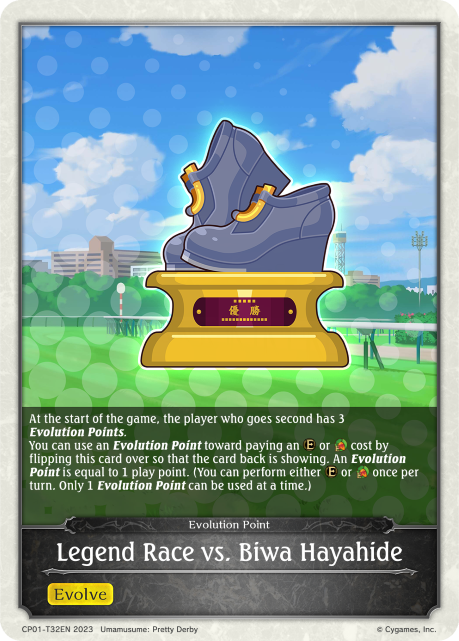 優勝
At the start of the game, the player who goes second has 3
Evolution Points.
You can use an Evolution Point toward paying an E or cost by
flipping this card over so that the card back is showing. An Evolution
Point is equal to 1 play point. (You can perform either E or once per
turn. Only 1 Evolution Point can be used at a time.)
Evolution Point
Legend Race vs. Biwa Hayahide
Evolve
CP01-T32EN 2023 Umamusume: Pretty Derby
© Cygames, Inc.